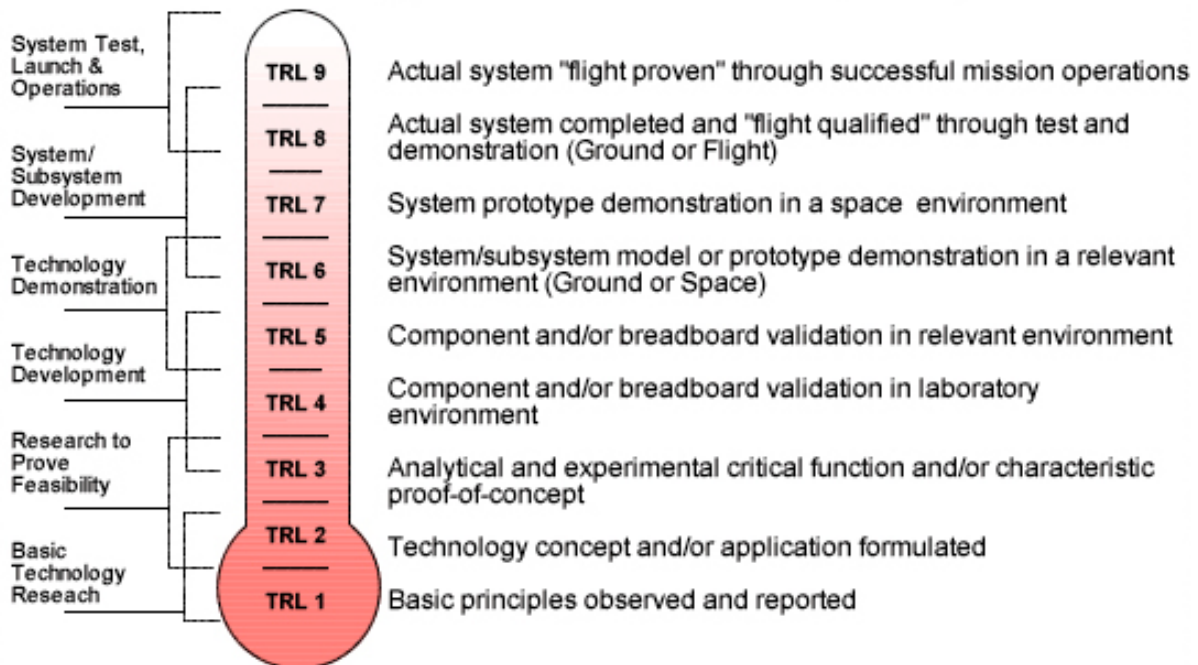 System Test,
Launch &
Operations
System/
Subsystem
Development
Technology
Demonstration
Technology
Development
Research to
Prove
Feasibility
Basic
Technology
Reseach
TRL 9
TRL 8
TRL 7
TRL 6
TRL 5
TRL 4
TRL 3
TRL 2
TRL 1
Actual system "flight proven" through successful mission operations
Actual system completed and "flight qualified" through test and
demonstration (Ground or Flight)
System prototype demonstration in a space environment
System/subsystem model or prototype demonstration in a relevant
environment (Ground or Space)
Component and/or breadboard validation in relevant environment
Component and/or breadboard validation in laboratory
environment
Analytical and experimental critical function and/or characteristic
proof-of-concept
Technology concept and/or application formulated
Basic principles observed and reported